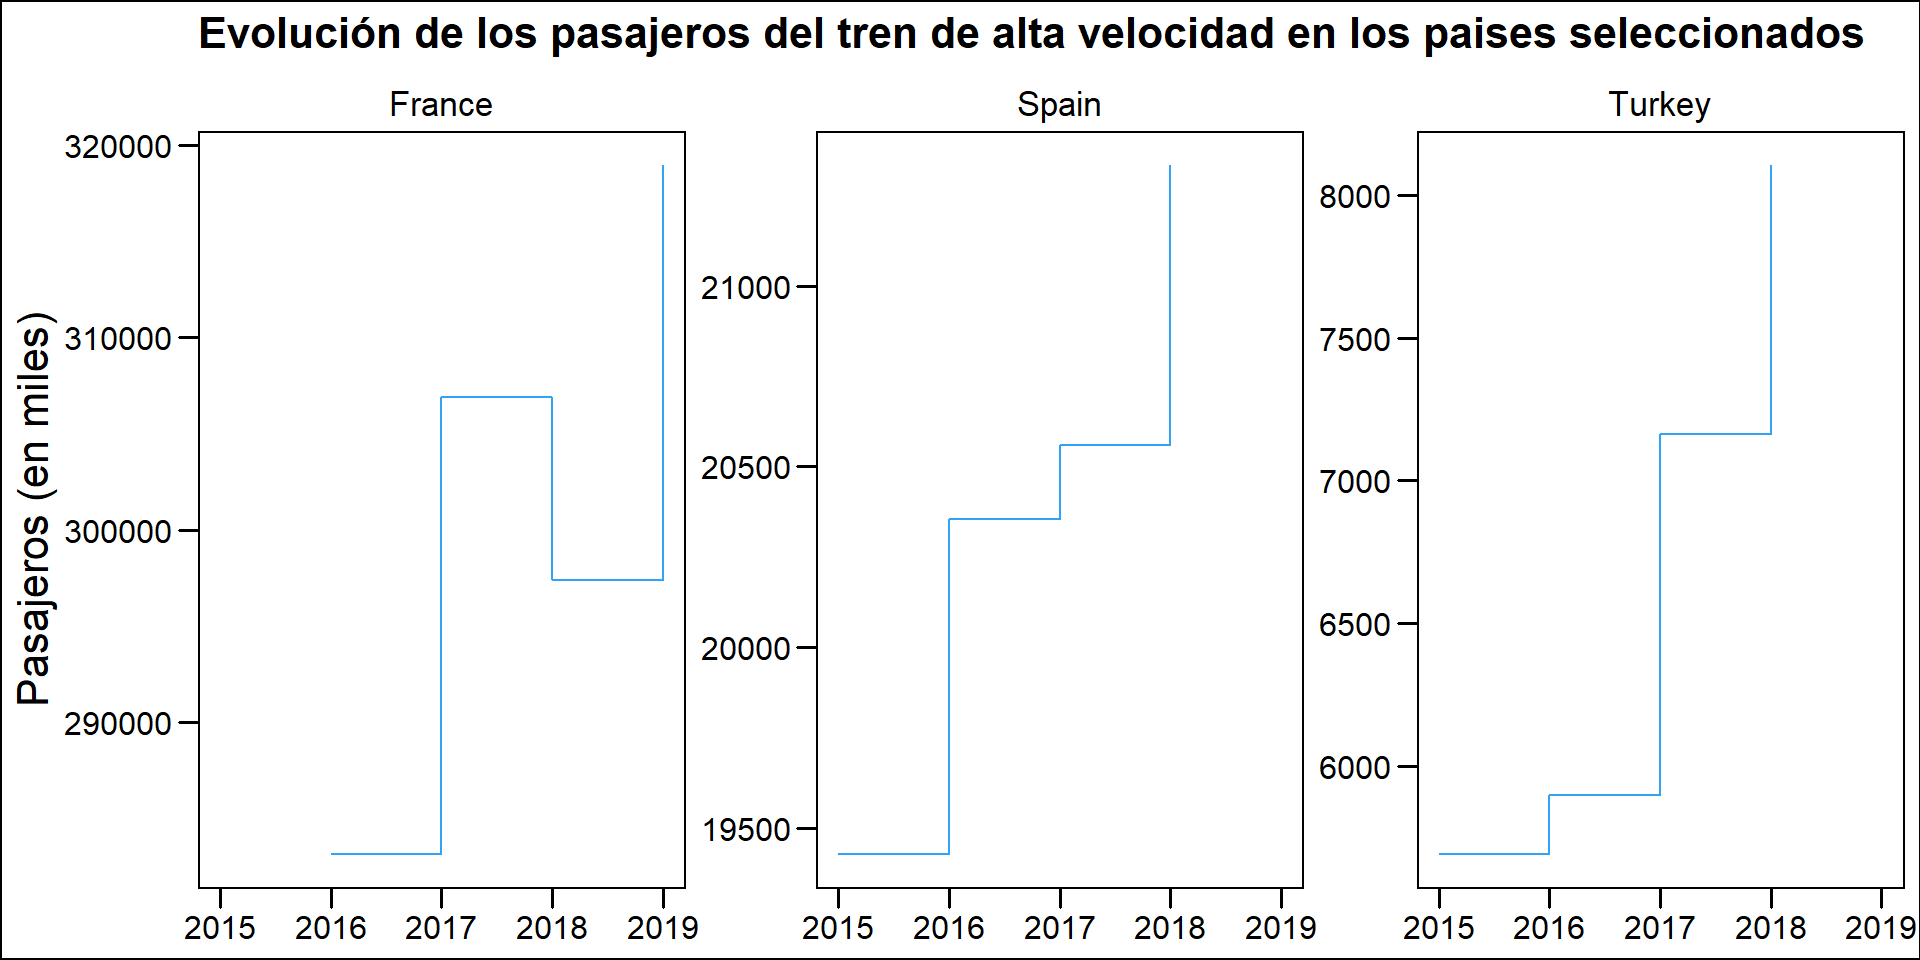 Evolución de los pasajeros del tren de alta velocidad en los paises seleccionados
France
Spain
Turkey
Pasajeros (en miles)
320000
310000
300000
290000
2015 2016 2017 2018 2019
21000
20500
20000
19500
2015 2016 2017 2018 2019
8000
7500
7000
6500
6000
2015 2016 2017 2018 2019